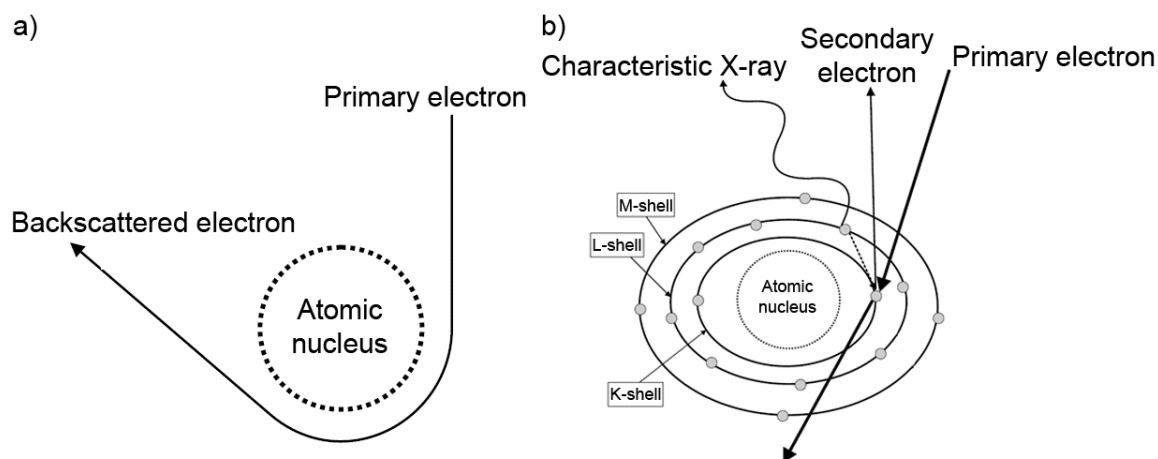 a)
Primary electron
Backscattered electron
Atomic
nucleus
b)
Characteristic X-ray
Secondary
electron
Primary electron
M-shell
L-shell
Atomic
nucleus
K-shell